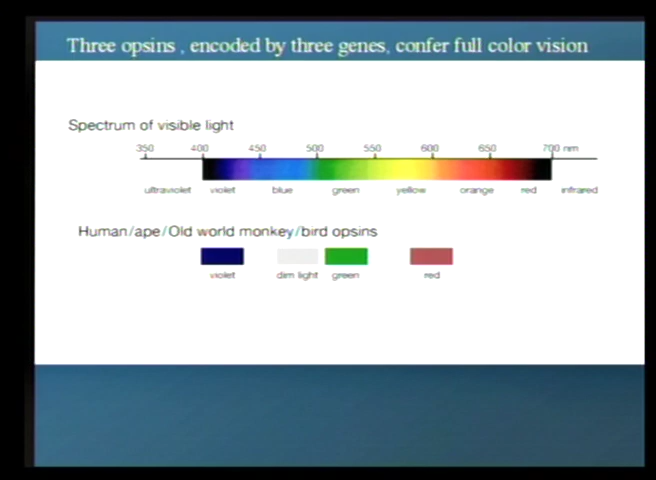 Three opsins , encoded by three genes, confer full color vision
Spectrum of visible light
350 400 450 500 550 600 650 700 nm
ultraviolet violet blue green yellow orange red infrared
Human/ape/Old world monkey/bird opsins
violet dim light green red